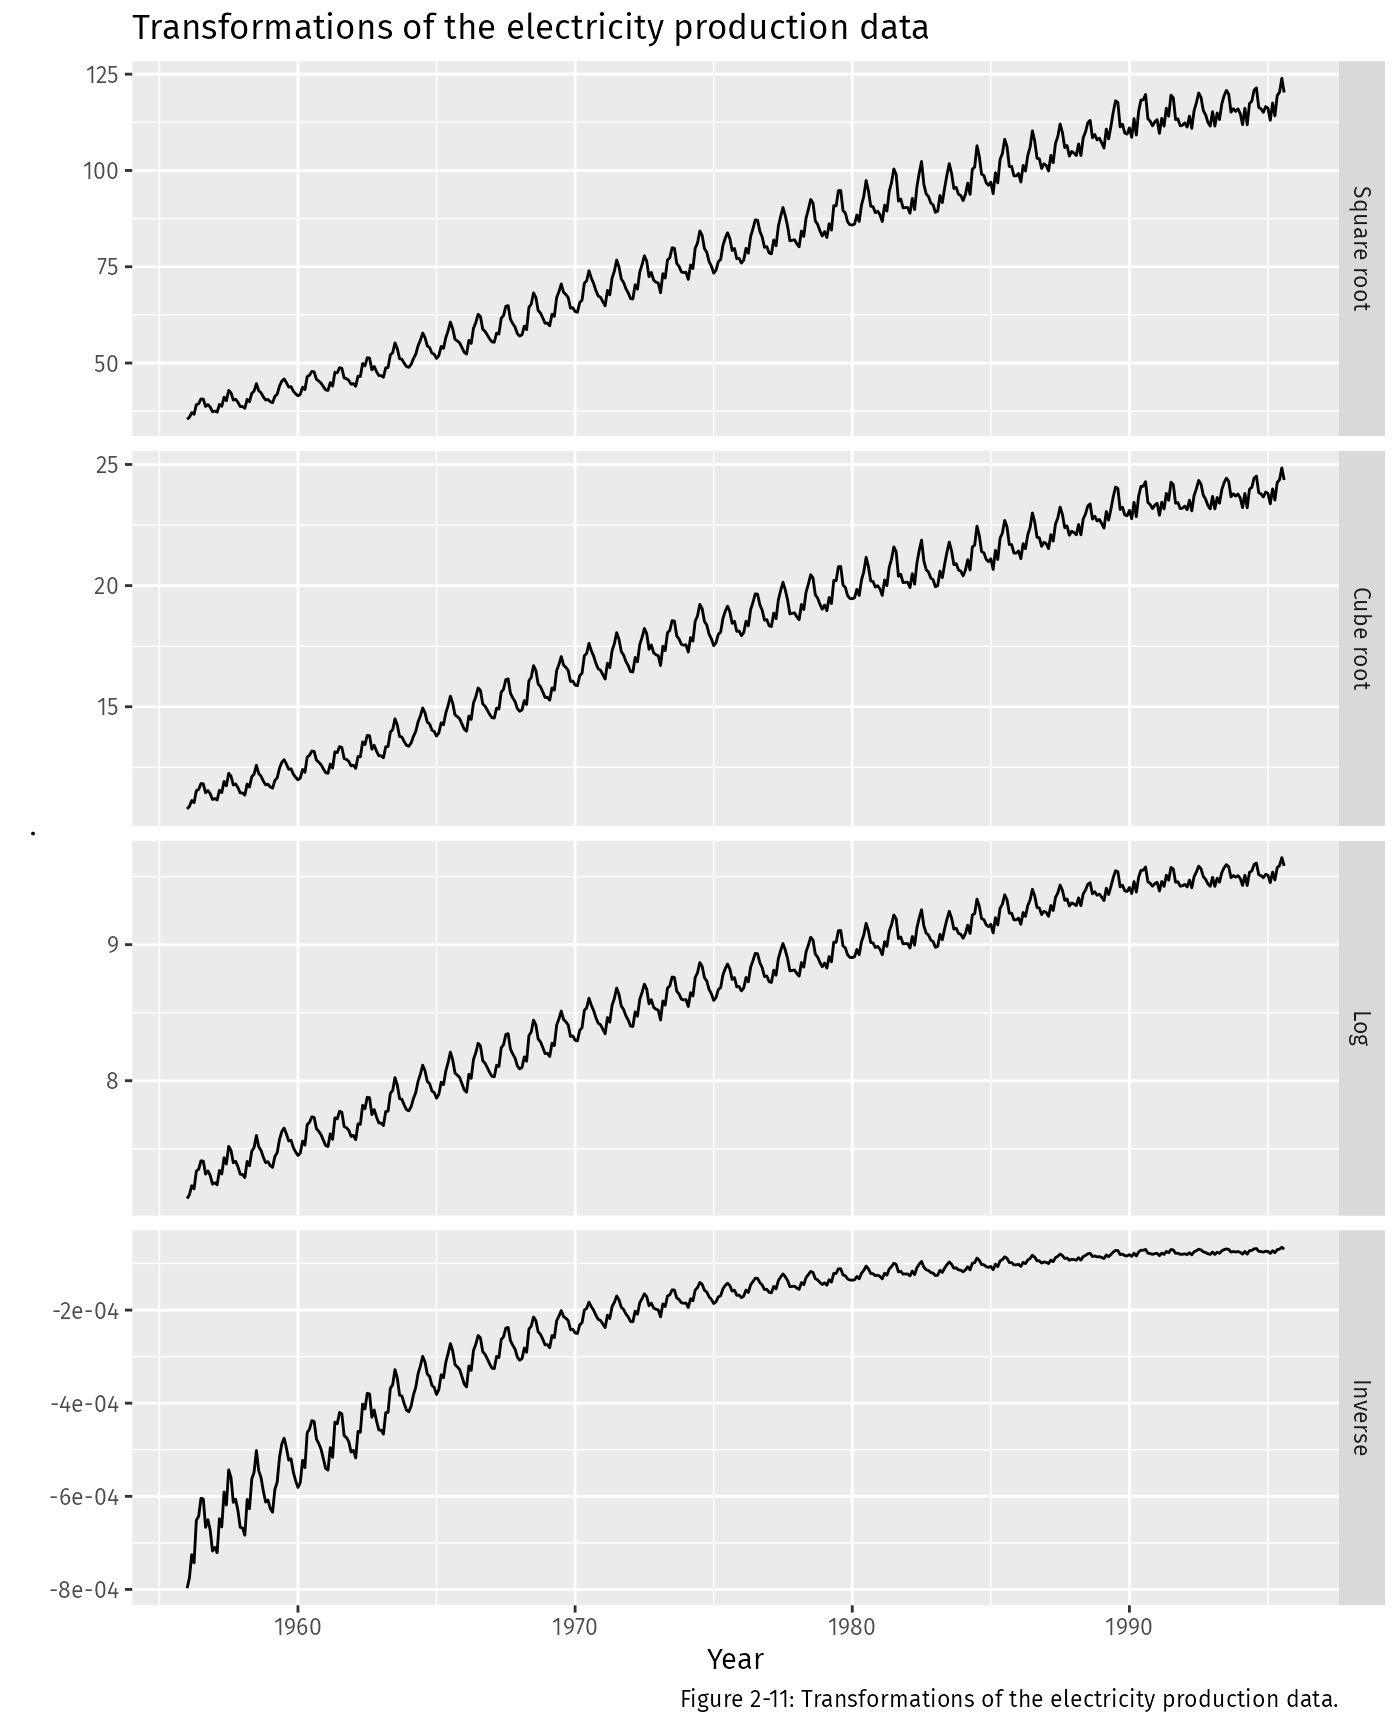 Transformations of the electricity production data
125
100
75
50
Square root
25
20
15
Cube root
.
9
8
Log
-2e-04
-4e-04
-6e-04
-8e-04
Inverse
1960 1970 1980 1990
Year
Figure 2-11: Transformations of the electricity production data.